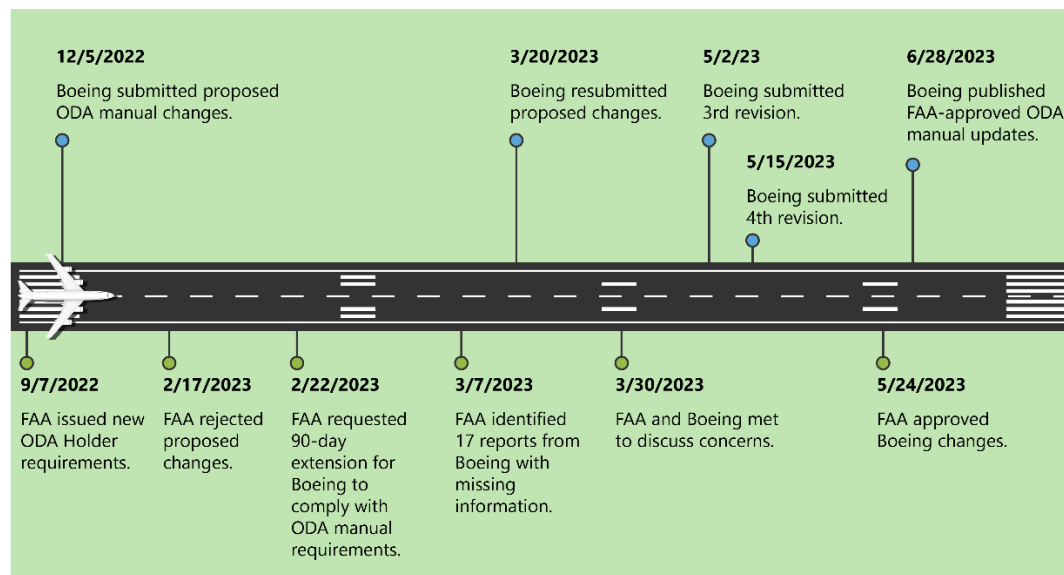 12/5/2022
Boeing submitted proposed
ODA manual changes.
3/20/2023
Boeing resubmitted
proposed changes.
5/2/23
Boeing submitted
3rd revision.
5/15/2023
Boeing submitted
4th revision.
6/28/2023
Boeing published
FAA-approved ODA
manual updates.
9/7/2022
FAA issued new
ODA Holder
requirements.
2/17/2023
FAA rejected
proposed
changes.
2/22/2023
FAA requested
90-day
extension for
Boeing to
comply with
ODA manual
requirements.
3/7/2023
FAA identified
17 reports from
Boeing with
missing
information.
3/30/2023
FAA and Boeing met
to discuss concerns.
5/24/2023
FAA approved
Boeing changes.